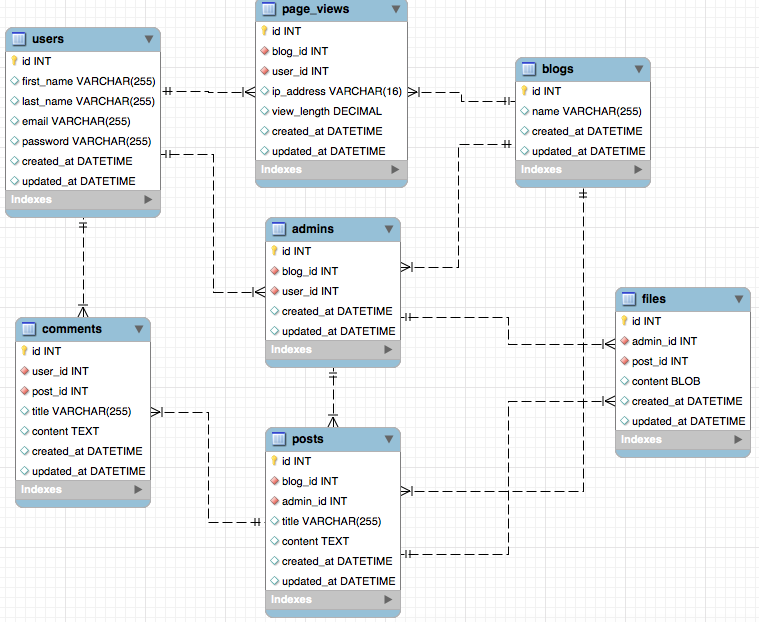 users
id INT
first_name VARCHAR(255)
last_name VARCHAR(255)
email VARCHAR(255)
password VARCHAR(255)
created_at DATETIME
updated_at DATETIME
Indexes
page_views
id INT
blog_id INT
user_id INT
ip_address VARCHAR(16)
view_length DECIMAL
created_at DATETIME
updated_at DATETIME
Indexes
blogs
id INT
name VARCHAR(255)
created_at DATETIME
updated_at DATETIME
Indexes
admins
id INT
blog_id INT
user_id INT
created_at DATETIME
updated_at DATETIME
Indexes
files
id INT
admin_id INT
post_id INT
content BLOB
created_at DATETIME
updated_at DATETIME
Indexes
comments
id INT
user_id INT
post_id INT
title VARCHAR(255)
content TEXT
created_at DATETIME
updated_at DATETIME
Indexes
posts
id INT
blog_id INT
admin_id INT
title VARCHAR(255)
content TEXT
created_at DATETIME
updated_at DATETIME
Indexes